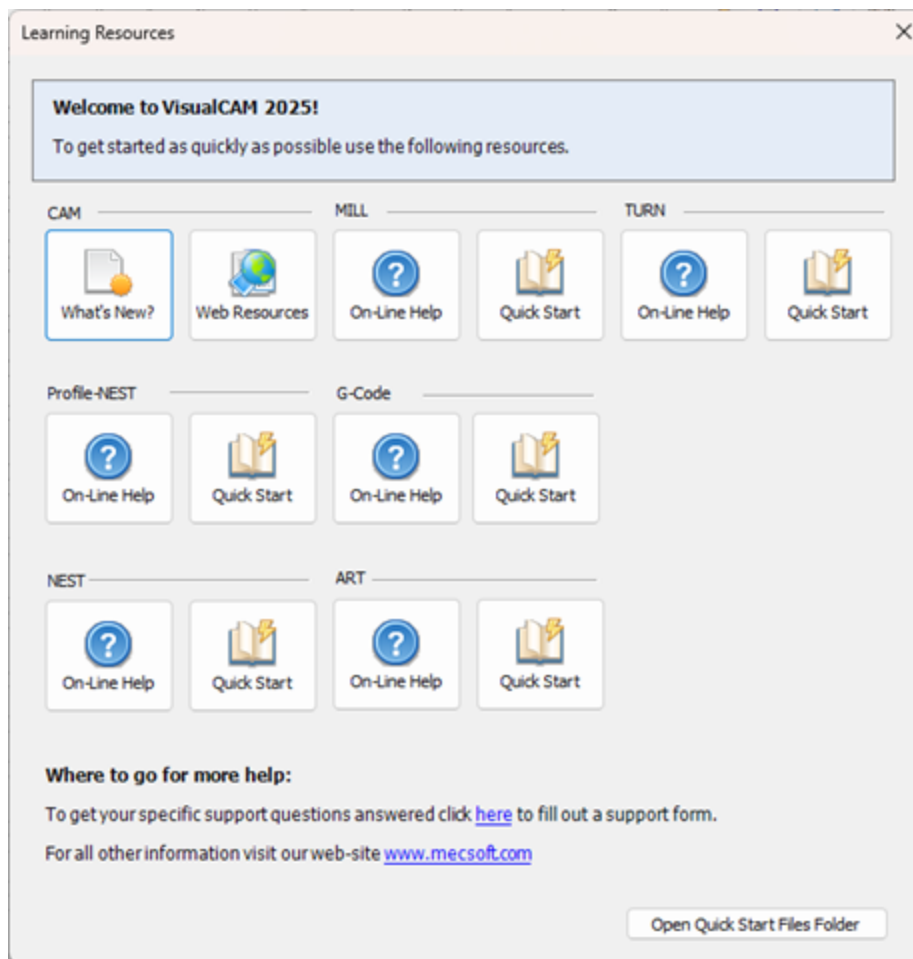 Learning Resources
Welcome to VisualCAM 2025!
To get started as quickly as possible use the following resources.
CAM
MILL
TURN
What's New?
Web Resources
On-Line Help
Quick Start
On-Line Help
Quick Start
Profile-NEST
G-Code
On-Line Help
Quick Start
On-Line Help
Quick Start
NEST
ART
On-Line Help
Quick Start
On-Line Help
Quick Start
Where to go for more help:
To get your specific support questions answered click here to fill out a support form.
For all other information visit our web-site www.mecsoft.com
Open Quick Start Files Folder